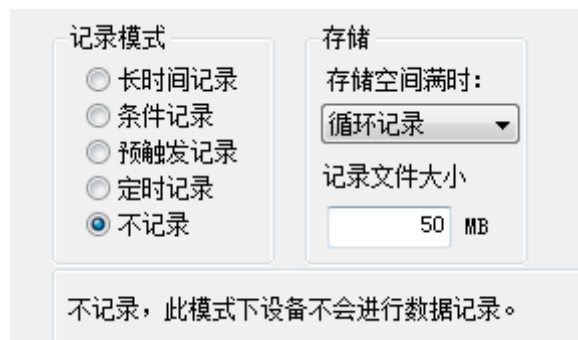 记录模式
长时间记录
条件记录
预触发记录
定时记录
不记录
存储
存储空间满时:
循环记录
记录文件大小
50 MB
不记录，此模式下设备不会进行数据记录。